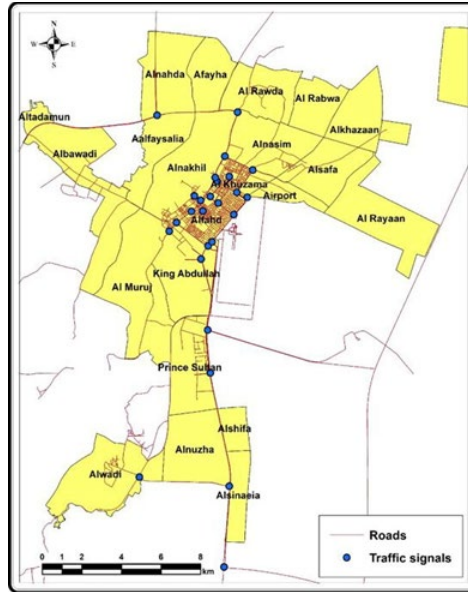 N
W E
S
Alnahda
Afayha
Al Rawda
Al Rabwa
Altadamun
Alkhazaan
Aalfaysalia
Alnasim
Albawadi
Alnakhil
Alsafa
Al Khuzama
Airport
Alfahd
Al Rayaan
King Abdullah
Al Muruj
Prince Sultan
Alshifa
Alnuzha
Alwadi
Alsinaeia
Roads
Traffic signals
0 1 2 4 6 8
km